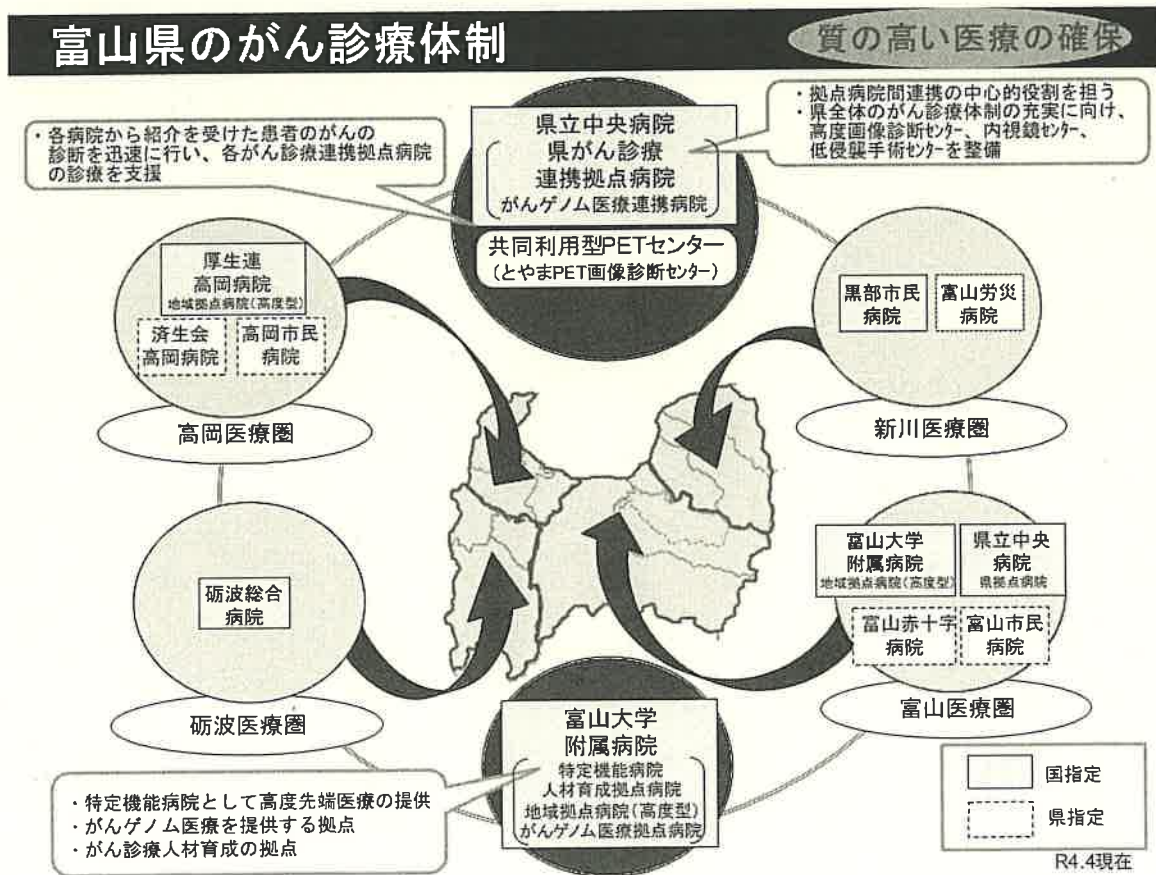 富山県のがん診療体制
質の高い医療の確保
・拠点病院間連携の中心的役割を担う
・県全体のがん診療体制の充実に向け、
高度画像診断センター、内視鏡センター、
低侵襲手術センターを整備
・各病院から紹介を受けた患者のがんの
診断を迅速に行い、各がん診療連携拠点病院
の診療を支援
県立中央病院
県がん診療
連携拠点病院
がんゲノム医療連携病院
共同利用型PETセンター
(とやまPET画像診断センター)
厚生連
高岡病院
地域拠点病院(高度型)
済生会
高岡病院
高岡市民
病院
高岡医療圏
黒部市民
病院
富山労災
病院
新川医療圏
砺波総合
病院
砺波医療圏
富山大学
附属病院
地域拠点病院(高度型)
県立中央
病院
県拠点病院
富山赤十字
病院
富山市民
病院
富山医療圏
富山大学
附属病院
特定機能病院
人材育成拠点病院
地域拠点病院(高度型)
がんゲノム医療拠点病院
・特定機能病院として高度先端医療の提供
・がんゲノム医療を提供する拠点
・がん診療人材育成の拠点
国指定
県指定
R4.4現在